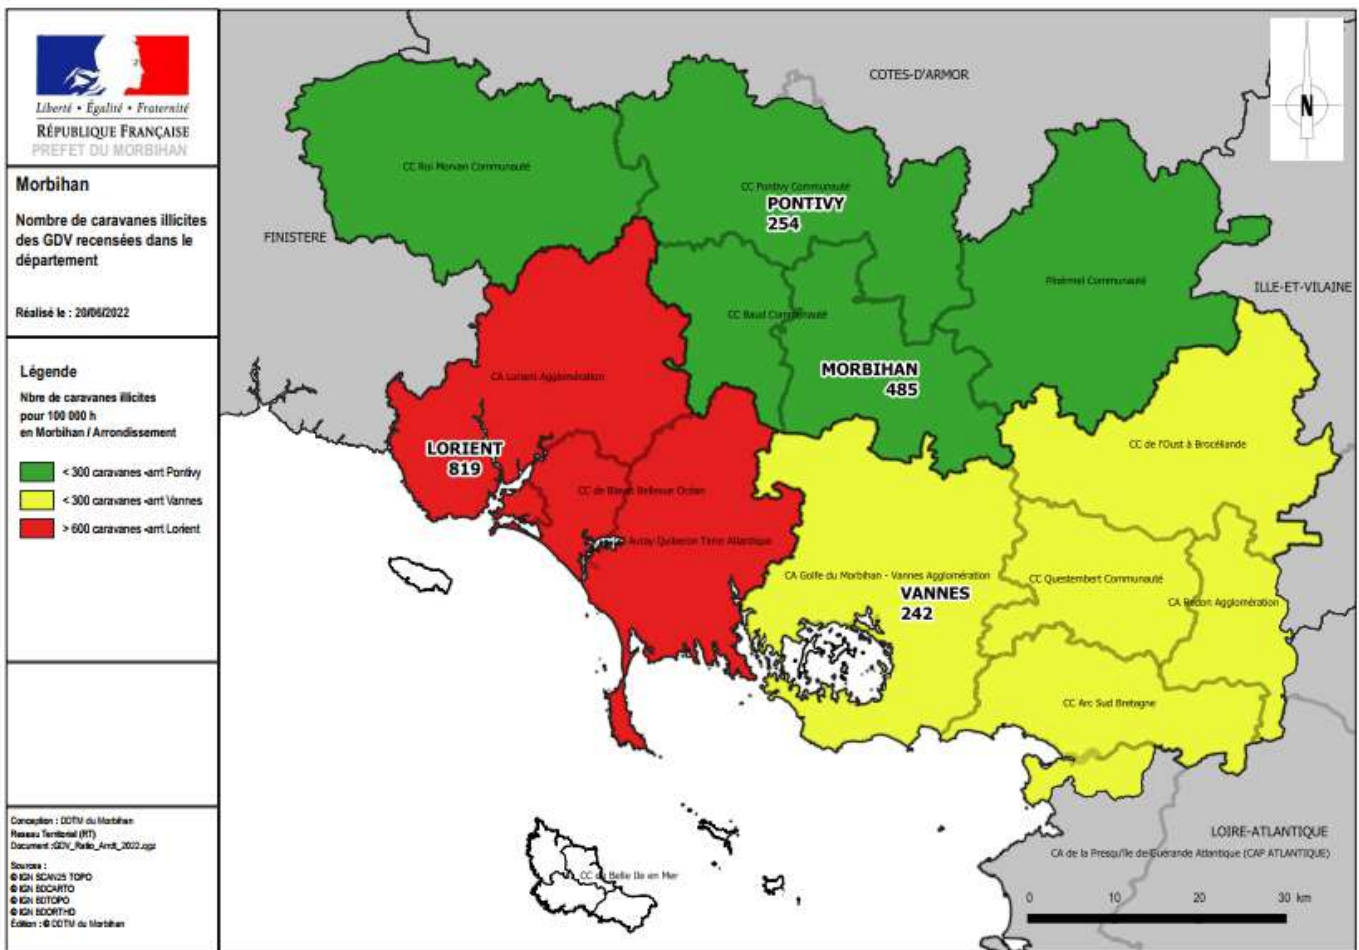 Liberté • Égalité • Fraternité
RÉPUBLIQUE FRANÇAISE
PREFET DU MORBIHAN
Morbihan
Nombre de caravanes illicites
des GDV recensées dans le
département
Réalisé le : 20/06/2022
Légende
Nbre de caravanes illicites
pour 100 000 h
en Morbihan / Arrondissement
< 300 caravanes -arrt Pontivy
< 300 caravanes -arrt Vannes
> 600 caravanes -arrt Lorient
Conception : DDTM du Morbihan
Reseau Territorial (RT)
Document :GDV_Ratio_Arrdt_2022.qgz
Sources :
© IGN SCAN25 TOPO
© IGN BDCARTO
© IGN BDTOPO
© IGN BDORTHO
Édition : © DDTM du Morbihan
COTES-D'ARMOR
N
CC Roi Morvan Communauté
CC Pontivy Communauté
PONTIVY
254
FINISTERE
Ploërmel Communauté
ILLE-ET-VILAINE
CC Baud Communauté
MORBIHAN
485
CA Lorient Agglomération
LORIENT
819
CC de l'Oust à Brocéliande
CC de Blavet Bellevue Océan
Auray Quiberon Terre Atlantique
CA Golfe du Morbihan - Vannes Agglomération
VANNES
242
CC Questembert Communauté
CA Redon Agglomération
CC Arc Sud Bretagne
LOIRE-ATLANTIQUE
CA de la Presqu'île de Guérande Atlantique (CAP ATLANTIQUE)
CC de Belle Ile en Mer
0 10 20 30 km